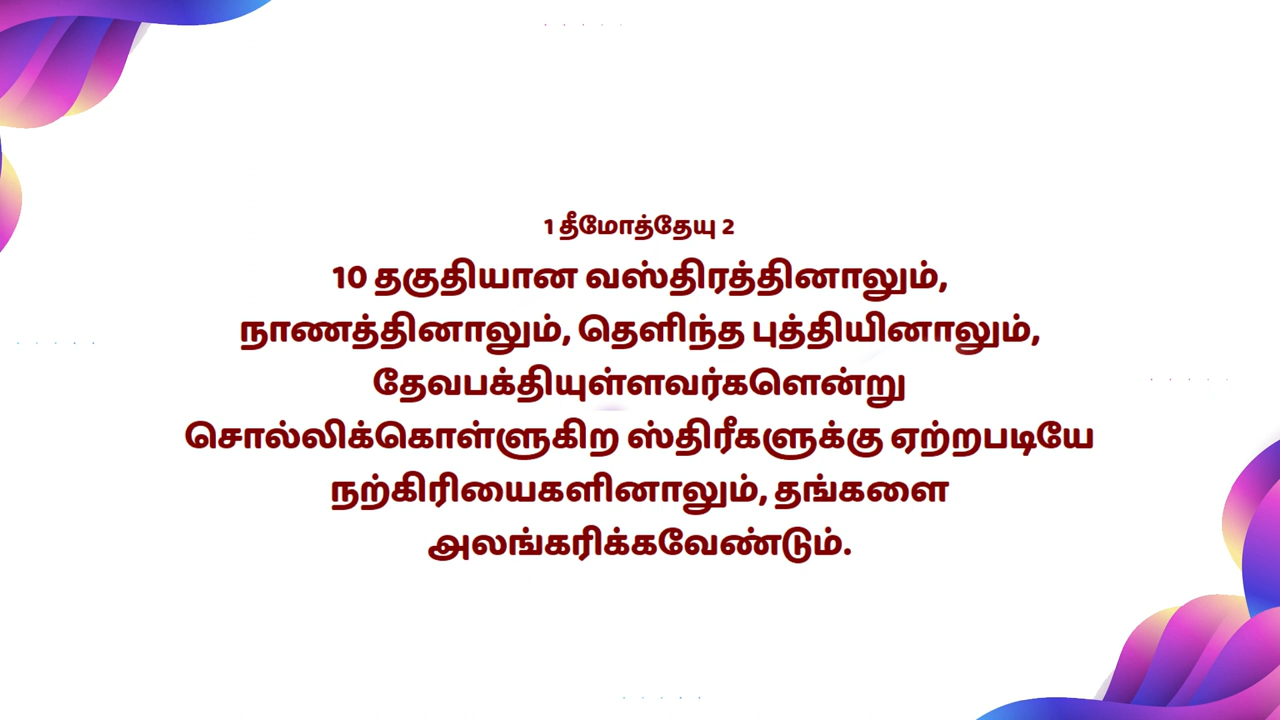 1 தீமோத்தேயு 2
10 தகுதியான வஸ்திரத்தினாலும்,
நாணத்தினாலும், தெளிந்த புத்தியினாலும்,
தேவபக்தியுள்ளவர்களென்று
சொல்லிக்கொள்ளுகிற ஸ்திரீகளுக்கு ஏற்றபடியே
நற்கிரியைகளினாலும், தங்களை
அலங்கரிக்கவேண்டும்.